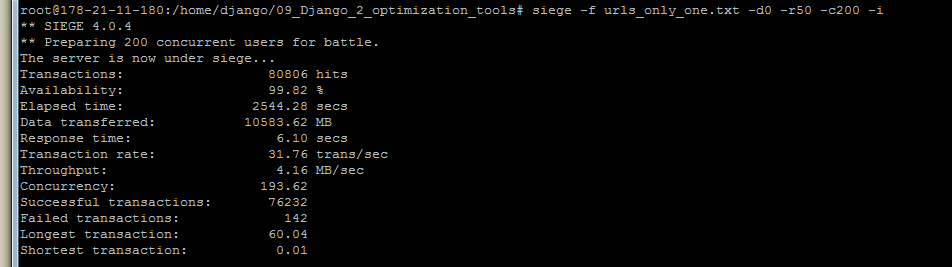 root@178-21-11-180:/home/django/09_Django_2_optimization_tools# siege -f urls_only_one.txt -d0 -r50 -c200 -i
** SIEGE 4.0.4
** Preparing 200 concurrent users for battle.
The server is now under siege...
Transactions: 80806 hits
Availability: 99.82 %
Elapsed time: 2544.28 secs
Data transferred: 10583.62 MB
Response time: 6.10 secs
Transaction rate: 31.76 trans/sec
Throughput: 4.16 MB/sec
Concurrency: 193.62
Successful transactions: 76232
Failed transactions: 142
Longest transaction: 60.04
Shortest transaction: 0.01